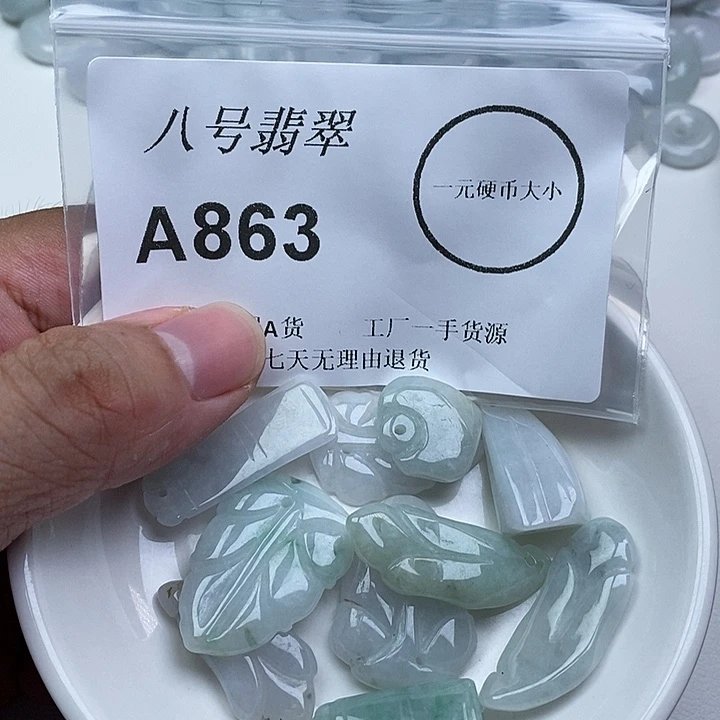 八号翡翠
一元硬币大小
A863
A货 工厂一手货源
七天无理由退货